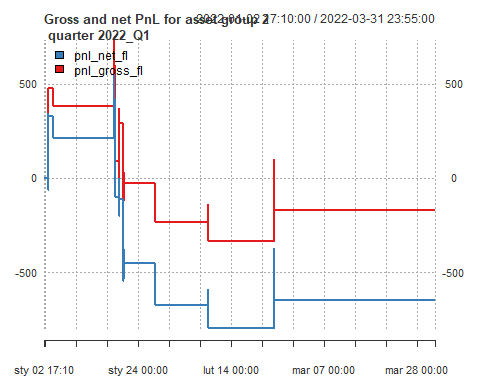 Gross and net PnL for asset group 2
quarter 2022_Q1
2022-01-02 17:10:00 / 2022-03-31 23:55:00
pnl_net_fl
pnl_gross_fl
500
500
0
0
-500
-500
sty 02 17:10
sty 24 00:00
lut 14 00:00
mar 07 00:00
mar 28 00:00